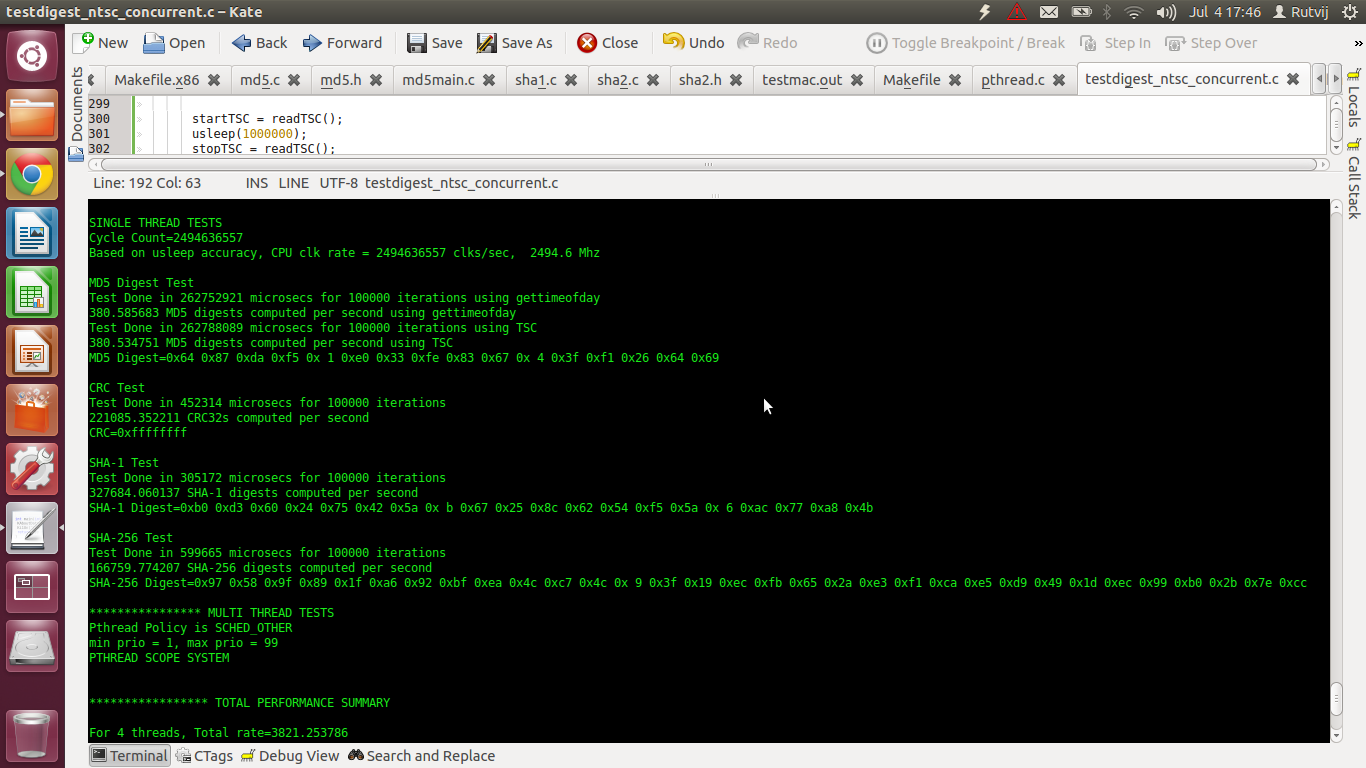 testdigest_ntsc_concurrent.c – Kate
Jul 4 17:46 Rutvij
New Open Back Forward Save Save As Close Undo Redo Toggle Breakpoint / Break Step In Step Over »
Makefile.x86 md5.c md5.h md5main.c sha1.c sha2.c sha2.h testmac.out Makefile pthread.c testdigest_ntsc_concurrent.c
Documents
Locals
Call Stack
299
300 startTSC = readTSC();
301 usleep(1000000);
302 stopTSC = readTSC();
Line: 192 Col: 63 INS LINE UTF-8 testdigest_ntsc_concurrent.c
SINGLE THREAD TESTS
Cycle Count=2494636557
Based on usleep accuracy, CPU clk rate = 2494636557 clks/sec,  2494.6 Mhz
MD5 Digest Test
Test Done in 262752921 microsecs for 100000 iterations using gettimeofday
380.585683 MD5 digests computed per second using gettimeofday
Test Done in 262788089 microsecs for 100000 iterations using TSC
380.534751 MD5 digests computed per second using TSC
MD5 Digest=0x64 0x87 0xda 0xf5 0x 1 0xe0 0x33 0xfe 0x83 0x67 0x 4 0x3f 0xf1 0x26 0x64 0x69
CRC Test
Test Done in 452314 microsecs for 100000 iterations
221085.352211 CRC32s computed per second
CRC=0xffffffff
SHA-1 Test
Test Done in 305172 microsecs for 100000 iterations
327684.060137 SHA-1 digests computed per second
SHA-1 Digest=0xb0 0xd3 0x60 0x24 0x75 0x42 0x5a 0x b 0x67 0x25 0x8c 0x62 0x54 0xf5 0x5a 0x 6 0xac 0x77 0xa8 0x4b
SHA-256 Test
Test Done in 599665 microsecs for 100000 iterations
166759.774207 SHA-256 digests computed per second
SHA-256 Digest=0x97 0x58 0x9f 0x89 0x1f 0xa6 0x92 0xbf 0xea 0x4c 0xc7 0x4c 0x 9 0x3f 0x19 0xec 0xfb 0x65 0x2a 0xe3 0xf1 0xca 0xe5 0xd9 0x49 0x1d 0xec 0x99 0xb0 0x2b 0x7e 0xcc
**************** MULTI THREAD TESTS
Pthread Policy is SCHED_OTHER
min prio = 1, max prio = 99
PTHREAD SCOPE SYSTEM
***************** TOTAL PERFORMANCE SUMMARY
For 4 threads, Total rate=3821.253786
Terminal CTags Debug View Search and Replace